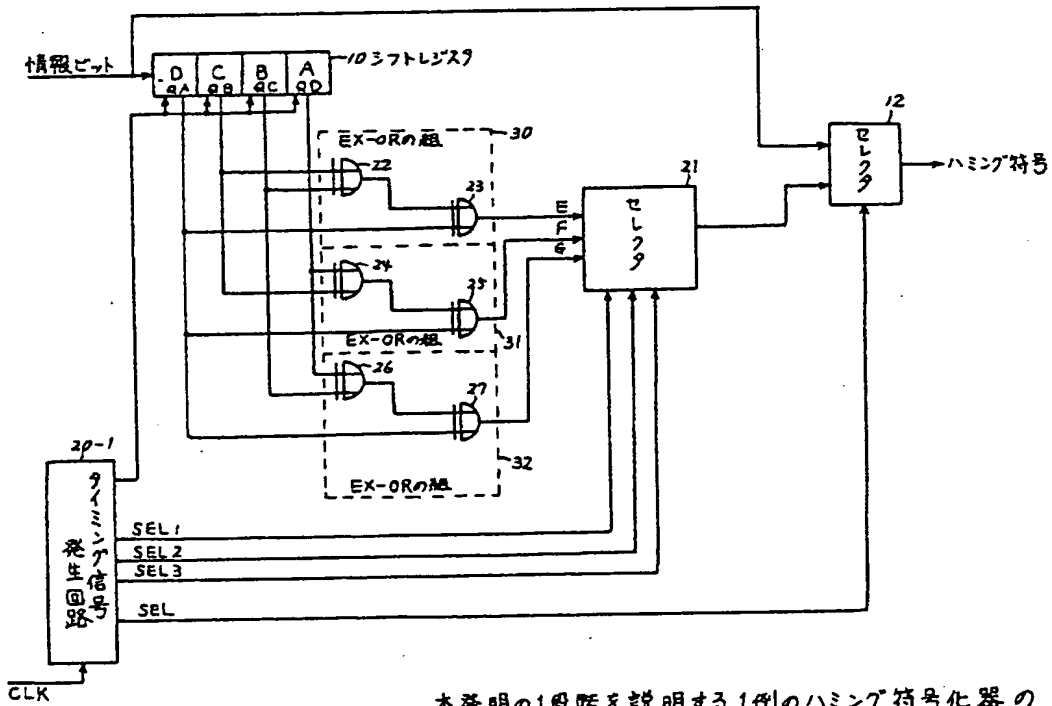 情報ビット
D C B A
QA QB QC QD
10 シフトレジスタ
EX-ORの組
30
22
23
24
25
EX-ORの組
31
26
27
32
EX-ORの組
E
F
G
21
セレクタ
12
セレクタ
ハミング符号
20-1
タイミング信号
発生回路
SEL1
SEL2
SEL3
SEL
CLK
本発明の1段階を説明する1例のハミング符号化器の